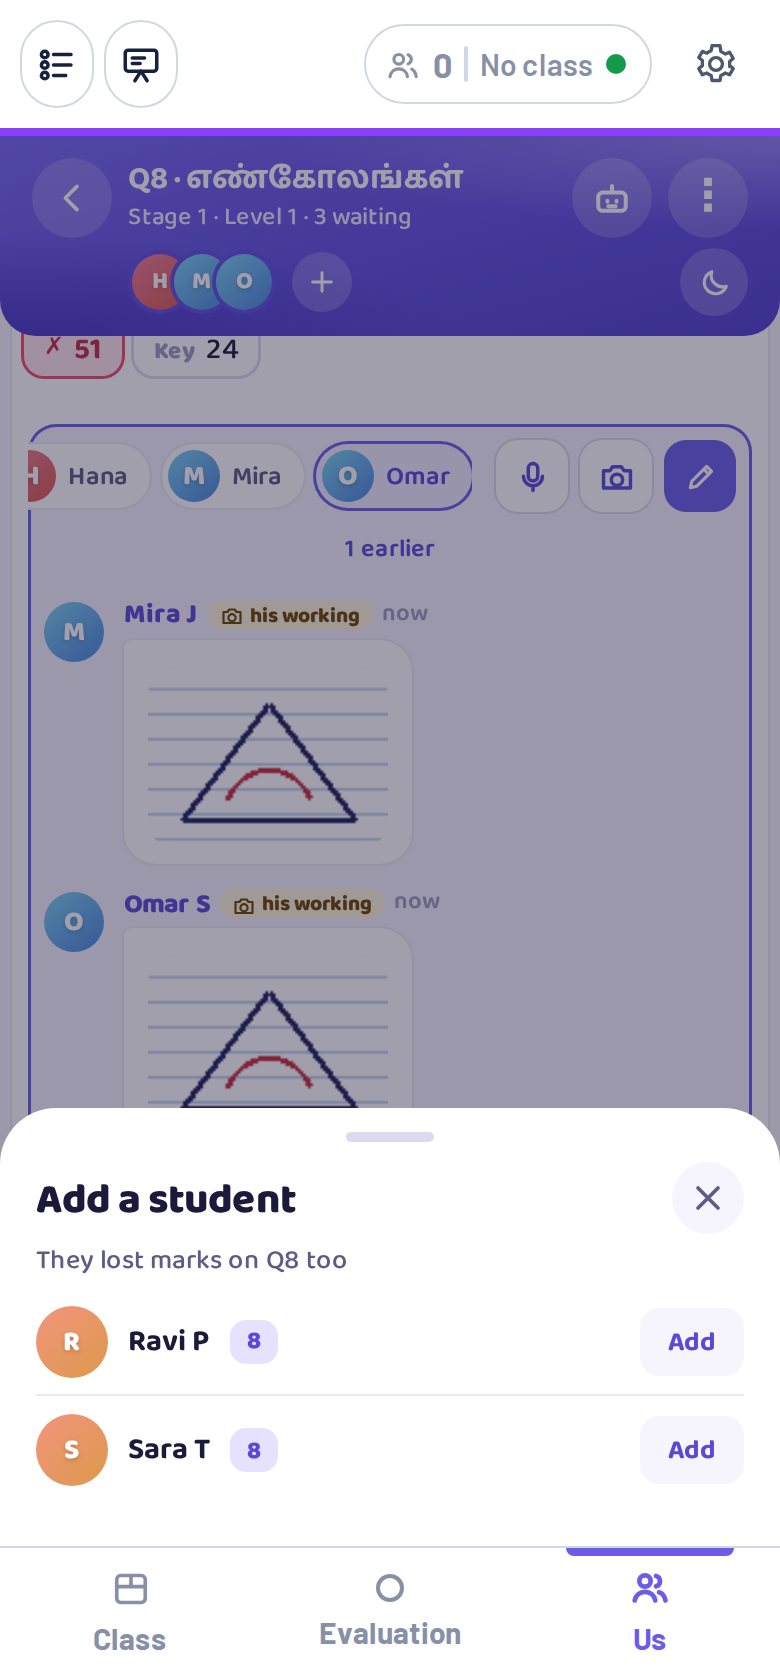 0 | No class
Q8 · எண்கோலங்கள்
Stage 1 · Level 1 · 3 waiting
H M O +
✗ 51 Key 24
H Hana M Mira O Omar
1 earlier
M Mira J his working now
O Omar S his working now
Add a student
They lost marks on Q8 too
R Ravi P 8 Add
S Sara T 8 Add
Class Evaluation Us